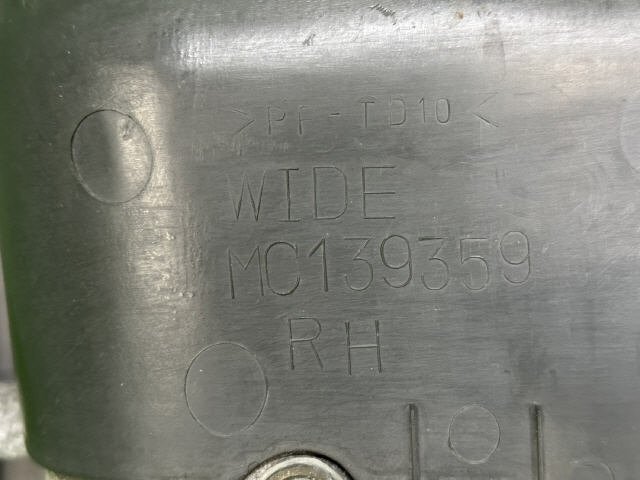 >PP-TD10<
WIDE
MC139359
RH